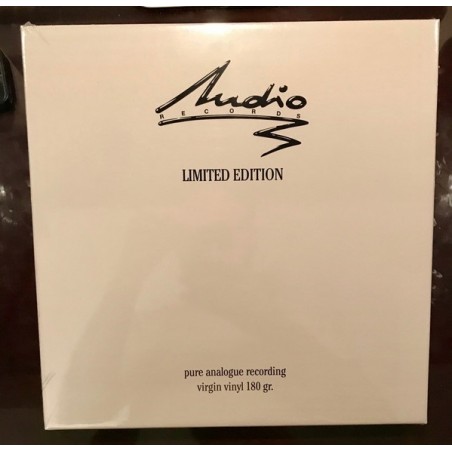 Audio
RECORDS
LIMITED EDITION
pure analogue recording
virgin vinyl 180 gr.